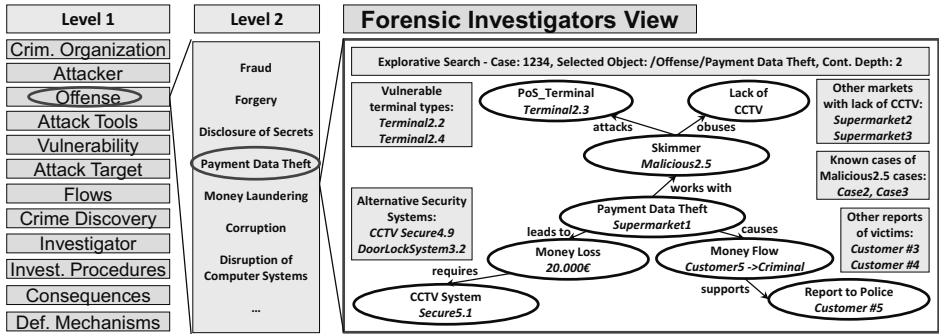 Level 1
Crim. Organization
Attacker
Offense
Attack Tools
Vulnerability
Attack Target
Flows
Crime Discovery
Investigator
Invest. Procedures
Consequences
Def. Mechanisms
Level 2
Fraud
Forgery
Disclosure of Secrets
Payment Data Theft
Money Laundering
Corruption
Disruption of
Computer Systems
...
Forensic Investigators View
Explorative Search - Case: 1234, Selected Object: /Offense/Payment Data Theft, Cont. Depth: 2
Vulnerable
terminal types:
Terminal2.2
Terminal2.4
PoS_Terminal
Terminal2.3
Lack of
CCTV
Other markets
with lack of CCTV:
Supermarket2
Supermarket3
attacks
obuses
Skimmer
Malicious2.5
Known cases of
Malicious2.5 cases:
Case2, Case3
works with
Alternative Security
Systems:
CCTV Secure4.9
DoorLockSystem3.2
Payment Data Theft
Supermarket1
Other reports
of victims:
Customer #3
Customer #4
leads to
causes
Money Loss
20.000€
Money Flow
Customer5 ->Criminal
requires
supports
CCTV System
Secure5.1
Report to Police
Customer #5